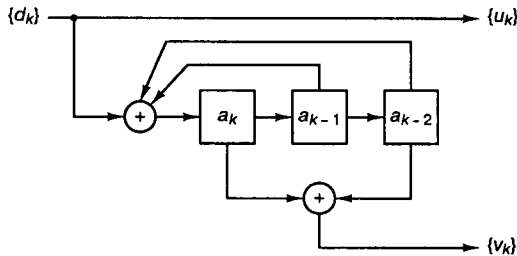 {d_k} {u_k}
+ a_k a_{k-1} a_{k-2}
+
{v_k}